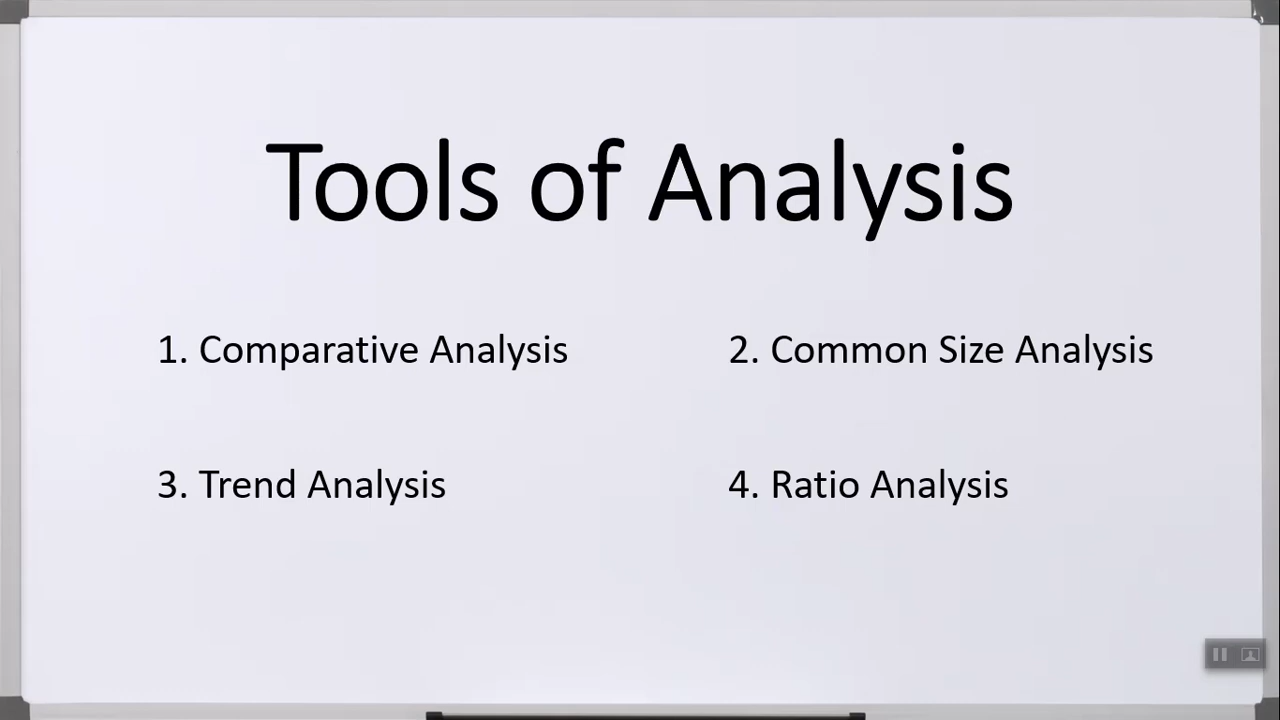 Tools of Analysis
1. Comparative Analysis
2. Common Size Analysis
3. Trend Analysis
4. Ratio Analysis